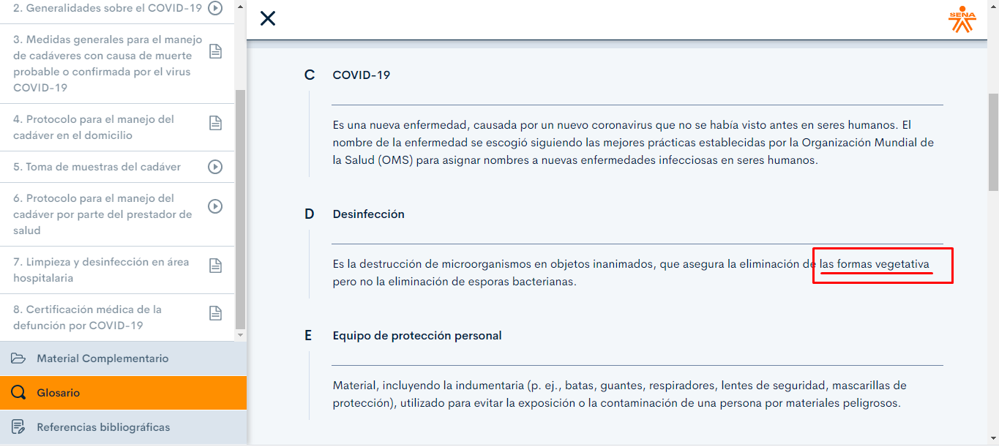 2. Generalidades sobre el COVID-19
3. Medidas generales para el manejo
de cadáveres con causa de muerte
probable o confirmada por el virus
COVID-19
4. Protocolo para el manejo del
cadáver en el domicilio
5. Toma de muestras del cadáver
6. Protocolo para el manejo del
cadáver por parte del prestador de
salud
7. Limpieza y desinfección en área
hospitalaria
8. Certificación médica de la
defunción por COVID-19
Material Complementario
Glosario
Referencias bibliográficas
SENA
C COVID-19
Es una nueva enfermedad, causada por un nuevo coronavirus que no se había visto antes en seres humanos. El
nombre de la enfermedad se escogió siguiendo las mejores prácticas establecidas por la Organización Mundial de
la Salud (OMS) para asignar nombres a nuevas enfermedades infecciosas en seres humanos.
D Desinfección
Es la destrucción de microorganismos en objetos inanimados, que asegura la eliminación de las formas vegetativa
pero no la eliminación de esporas bacterianas.
E Equipo de protección personal
Material, incluyendo la indumentaria (p. ej., batas, guantes, respiradores, lentes de seguridad, mascarillas de
protección), utilizado para evitar la exposición o la contaminación de una persona por materiales peligrosos.